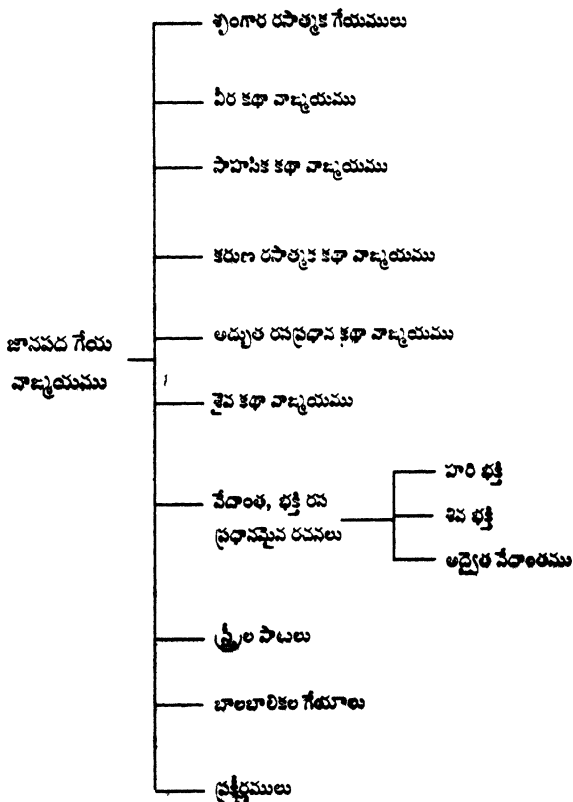 శృంగార రసాత్మక గేయములు
వీర కథా వాఙ్మయము
సాహసిక కథా వాఙ్మయము
కరుణ రసాత్మక కథా వాఙ్మయము
అద్భుత రసప్రధాన కథా వాఙ్మయము
జానపద గేయ
వాఙ్మయము
శైవ కథా వాఙ్మయము
వేదాంత, భక్తి రస
ప్రధానమైన రచనలు
హరి భక్తి
శివ భక్తి
అద్వైత వేదాంతము
స్త్రీల పాటలు
బాలబాలికల గేయాలు
ప్రకీర్ణములు